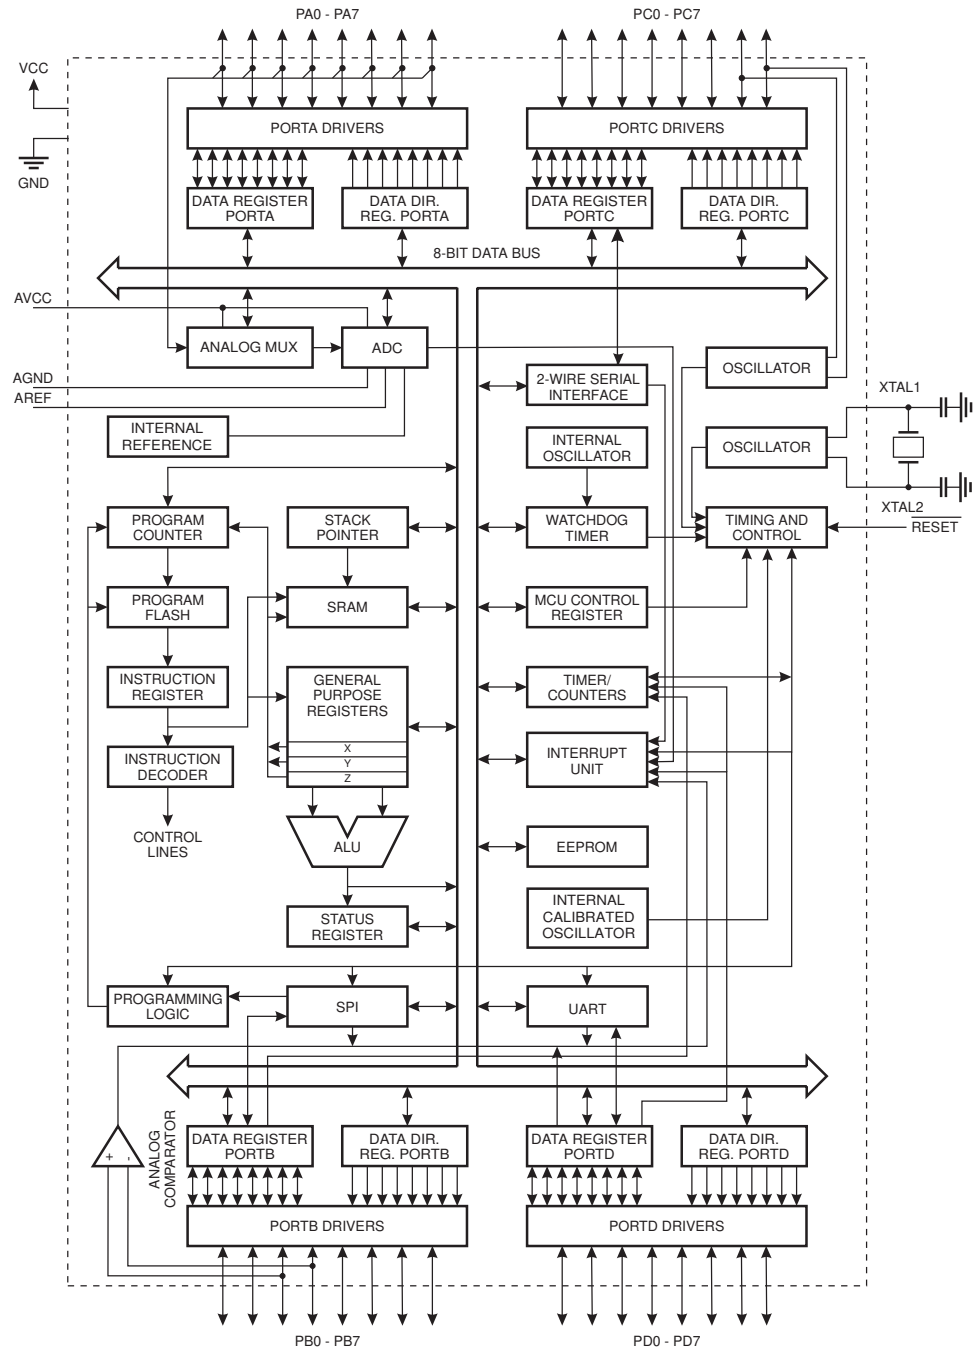 PA0 - PA7
PC0 - PC7
VCC
GND
PORTA DRIVERS
PORTC DRIVERS
DATA REGISTER
PORTA
DATA DIR.
REG. PORTA
DATA REGISTER
PORTC
DATA DIR.
REG. PORTC
8-BIT DATA BUS
AVCC
ANALOG MUX
ADC
AGND
AREF
2-WIRE SERIAL
INTERFACE
OSCILLATOR
XTAL1
INTERNAL
REFERENCE
INTERNAL
OSCILLATOR
OSCILLATOR
XTAL2
PROGRAM
COUNTER
STACK
POINTER
WATCHDOG
TIMER
TIMING AND
CONTROL
RESET
PROGRAM
FLASH
SRAM
MCU CONTROL
REGISTER
INSTRUCTION
REGISTER
GENERAL
PURPOSE
REGISTERS
X
Y
Z
TIMER/
COUNTERS
INSTRUCTION
DECODER
INTERRUPT
UNIT
CONTROL
LINES
ALU
EEPROM
STATUS
REGISTER
INTERNAL
CALIBRATED
OSCILLATOR
PROGRAMMING
LOGIC
SPI
UART
ANALOG
COMPARATOR
+
-
DATA REGISTER
PORTB
DATA DIR.
REG. PORTB
DATA REGISTER
PORTD
DATA DIR.
REG. PORTD
PORTB DRIVERS
PORTD DRIVERS
PB0 - PB7
PD0 - PD7